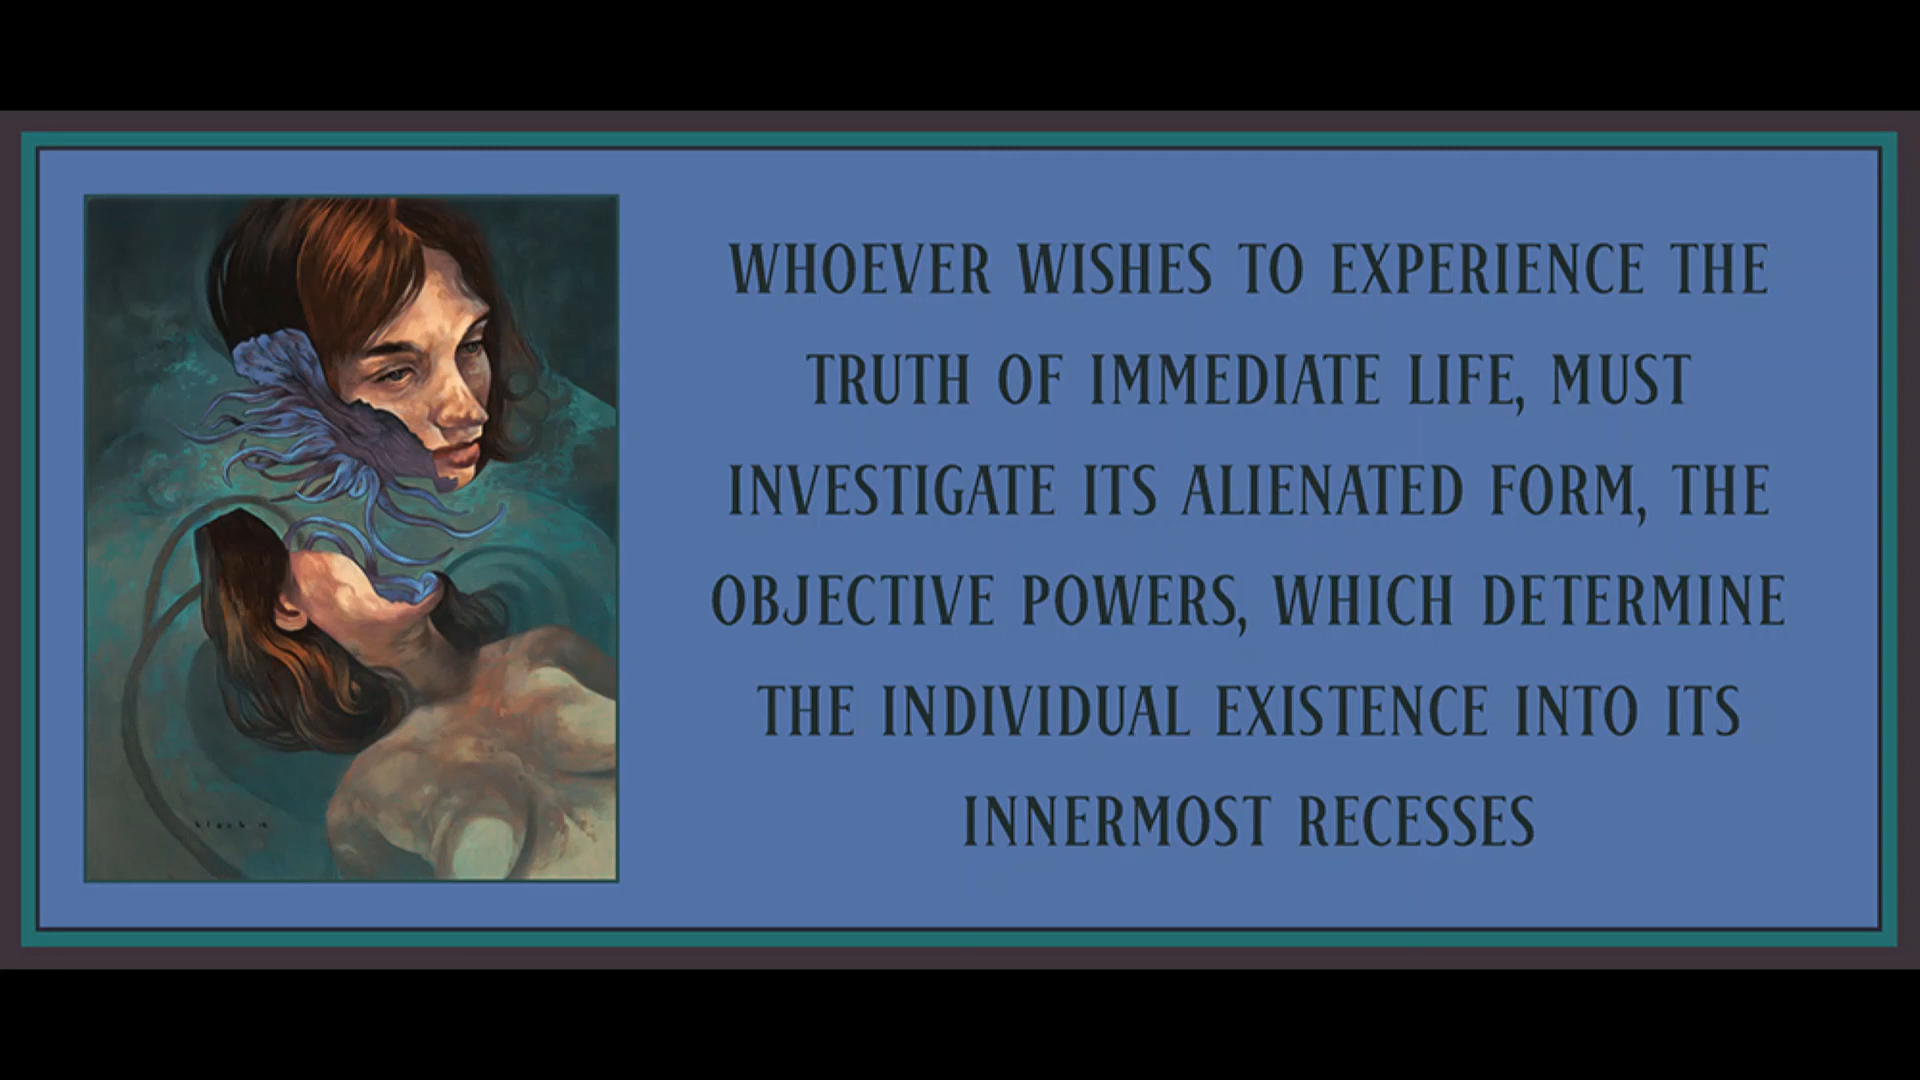 WHOEVER WISHES TO EXPERIENCE THE
TRUTH OF IMMEDIATE LIFE, MUST
INVESTIGATE ITS ALIENATED FORM, THE
OBJECTIVE POWERS, WHICH DETERMINE
THE INDIVIDUAL EXISTENCE INTO ITS
INNERMOST RECESSES